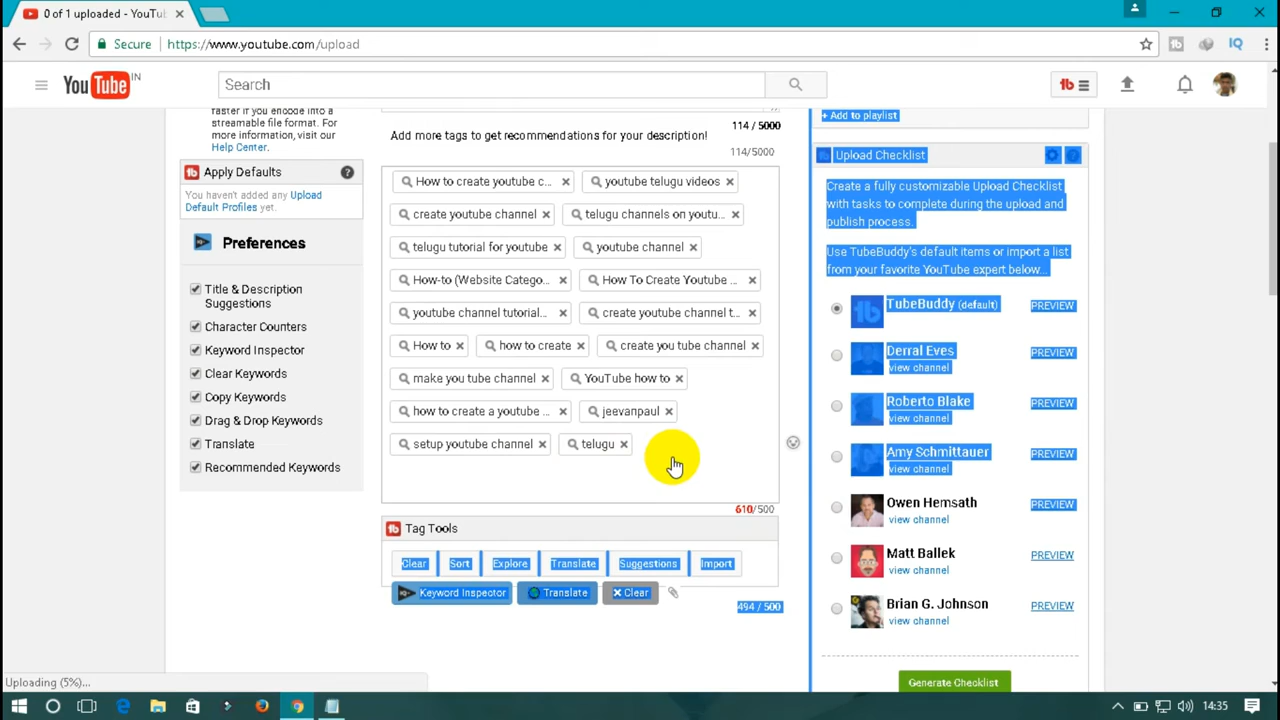 0 of 1 uploaded - YouTub
Secure
https://www.youtube.com/upload
IQ
YouTube IN
Search
faster if you encode into a
streamable file format. For
more information, visit our
Help Center.
Apply Defaults
You haven't added any Upload
Default Profiles yet.
Preferences
Title & Description
Suggestions
Character Counters
Keyword Inspector
Clear Keywords
Copy Keywords
Drag & Drop Keywords
Translate
Recommended Keywords
114 / 5000
Add more tags to get recommendations for your description!
114/5000
How to create youtube c...
youtube telugu videos
create youtube channel
telugu channels on youtu...
telugu tutorial for youtube
youtube channel
How-to (Website Catego...
How To Create Youtube ...
youtube channel tutorial...
create youtube channel t...
How to
how to create
create you tube channel
make you tube channel
YouTube how to
how to create a youtube ...
jeevanpaul
setup youtube channel
telugu
610/500
Tag Tools
Clear
Sort
Explore
Translate
Suggestions
Import
Keyword Inspector
Translate
Clear
494 / 500
+ Add to playlist
Upload Checklist
Create a fully customizable Upload Checklist
with tasks to complete during the upload and
publish process.
Use TubeBuddy's default items or import a list
from your favorite YouTube expert below...
TubeBuddy (default)
PREVIEW
Derral Eves
view channel
PREVIEW
Roberto Blake
view channel
PREVIEW
Amy Schmittauer
view channel
PREVIEW
Owen Hemsath
view channel
PREVIEW
Matt Ballek
view channel
PREVIEW
Brian G. Johnson
view channel
PREVIEW
Generate Checklist
Uploading (5%)...
14:35